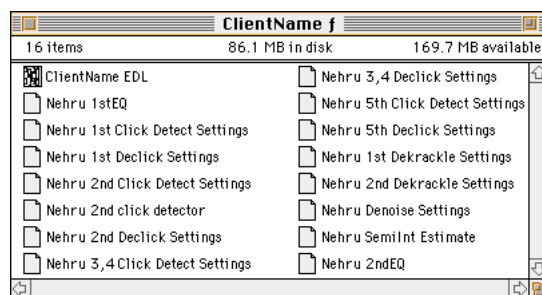 ClientName ƒ
16 items 86.1 MB in disk 169.7 MB available
ClientName EDL
Nehru 1stEQ
Nehru 1st Click Detect Settings
Nehru 1st Declick Settings
Nehru 2nd Click Detect Settings
Nehru 2nd click detector
Nehru 2nd Declick Settings
Nehru 3,4 Click Detect Settings
Nehru 3,4 Declick Settings
Nehru 5th Click Detect Settings
Nehru 5th Declick Settings
Nehru 1st Dekrackle Settings
Nehru 2nd Dekrackle Settings
Nehru Denoise Settings
Nehru SemiInt Estimate
Nehru 2ndEQ